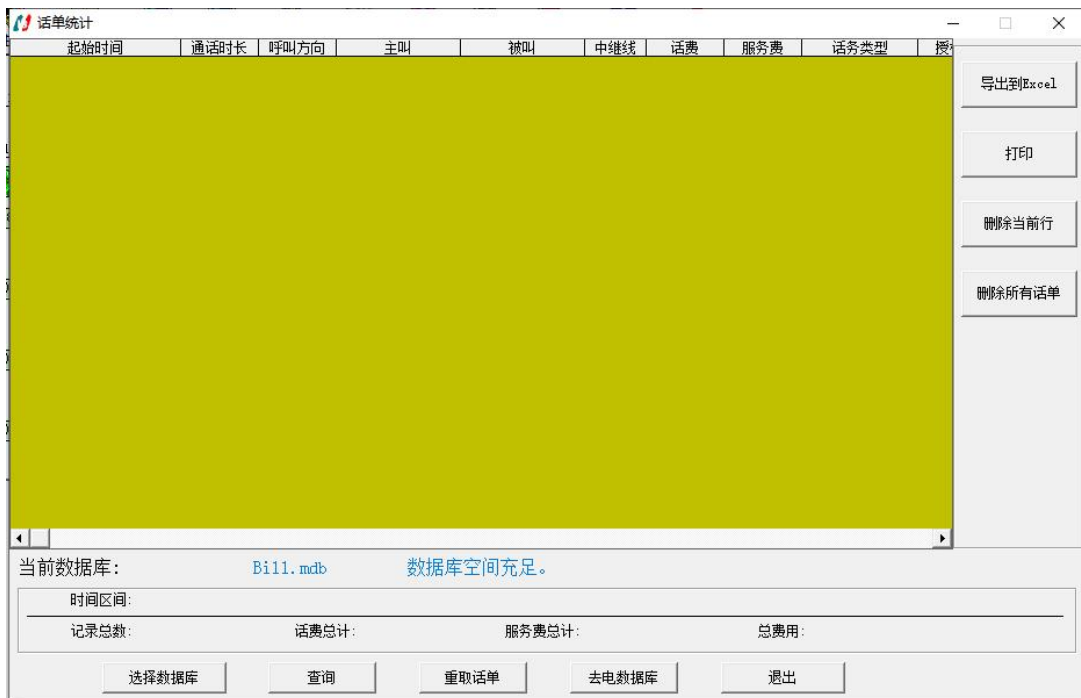 话单统计
起始时间 通话时长 呼叫方向 主叫 被叫 中继线 话费 服务费 话务类型 授
导出到Excel
打印
删除当前行
删除所有话单
当前数据库: Bill.mdb 数据库空间充足。
时间区间:
记录总数: 话费总计: 服务费总计: 总费用:
选择数据库 查询 重取话单 去电数据库 退出